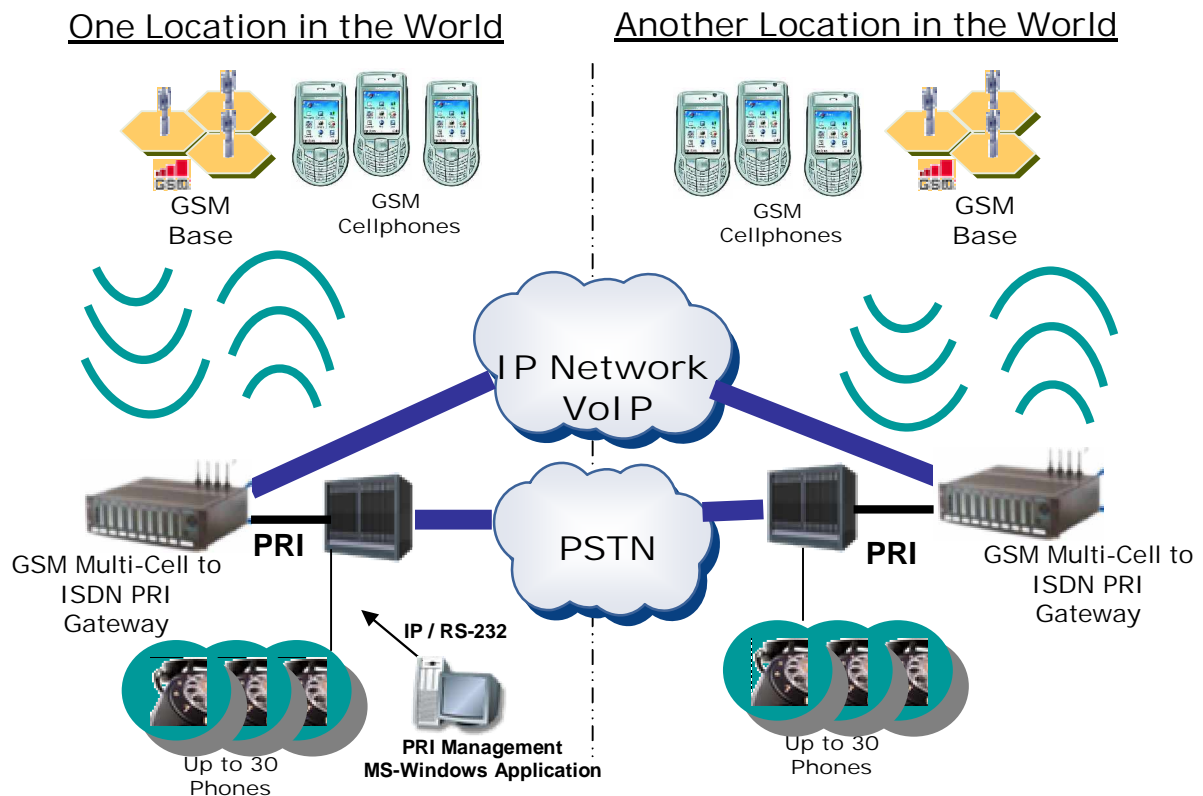 One Location in the World
Another Location in the World
GSM
GSM
Base
GSM
Cellphones
GSM
Cellphones
GSM
GSM
Base
IP Network
VoIP
PSTN
PRI
PRI
GSM Multi-Cell to
ISDN PRI
Gateway
GSM Multi-Cell to
ISDN PRI
Gateway
IP / RS-232
PRI Management
MS-Windows Application
Up to 30
Phones
Up to 30
Phones